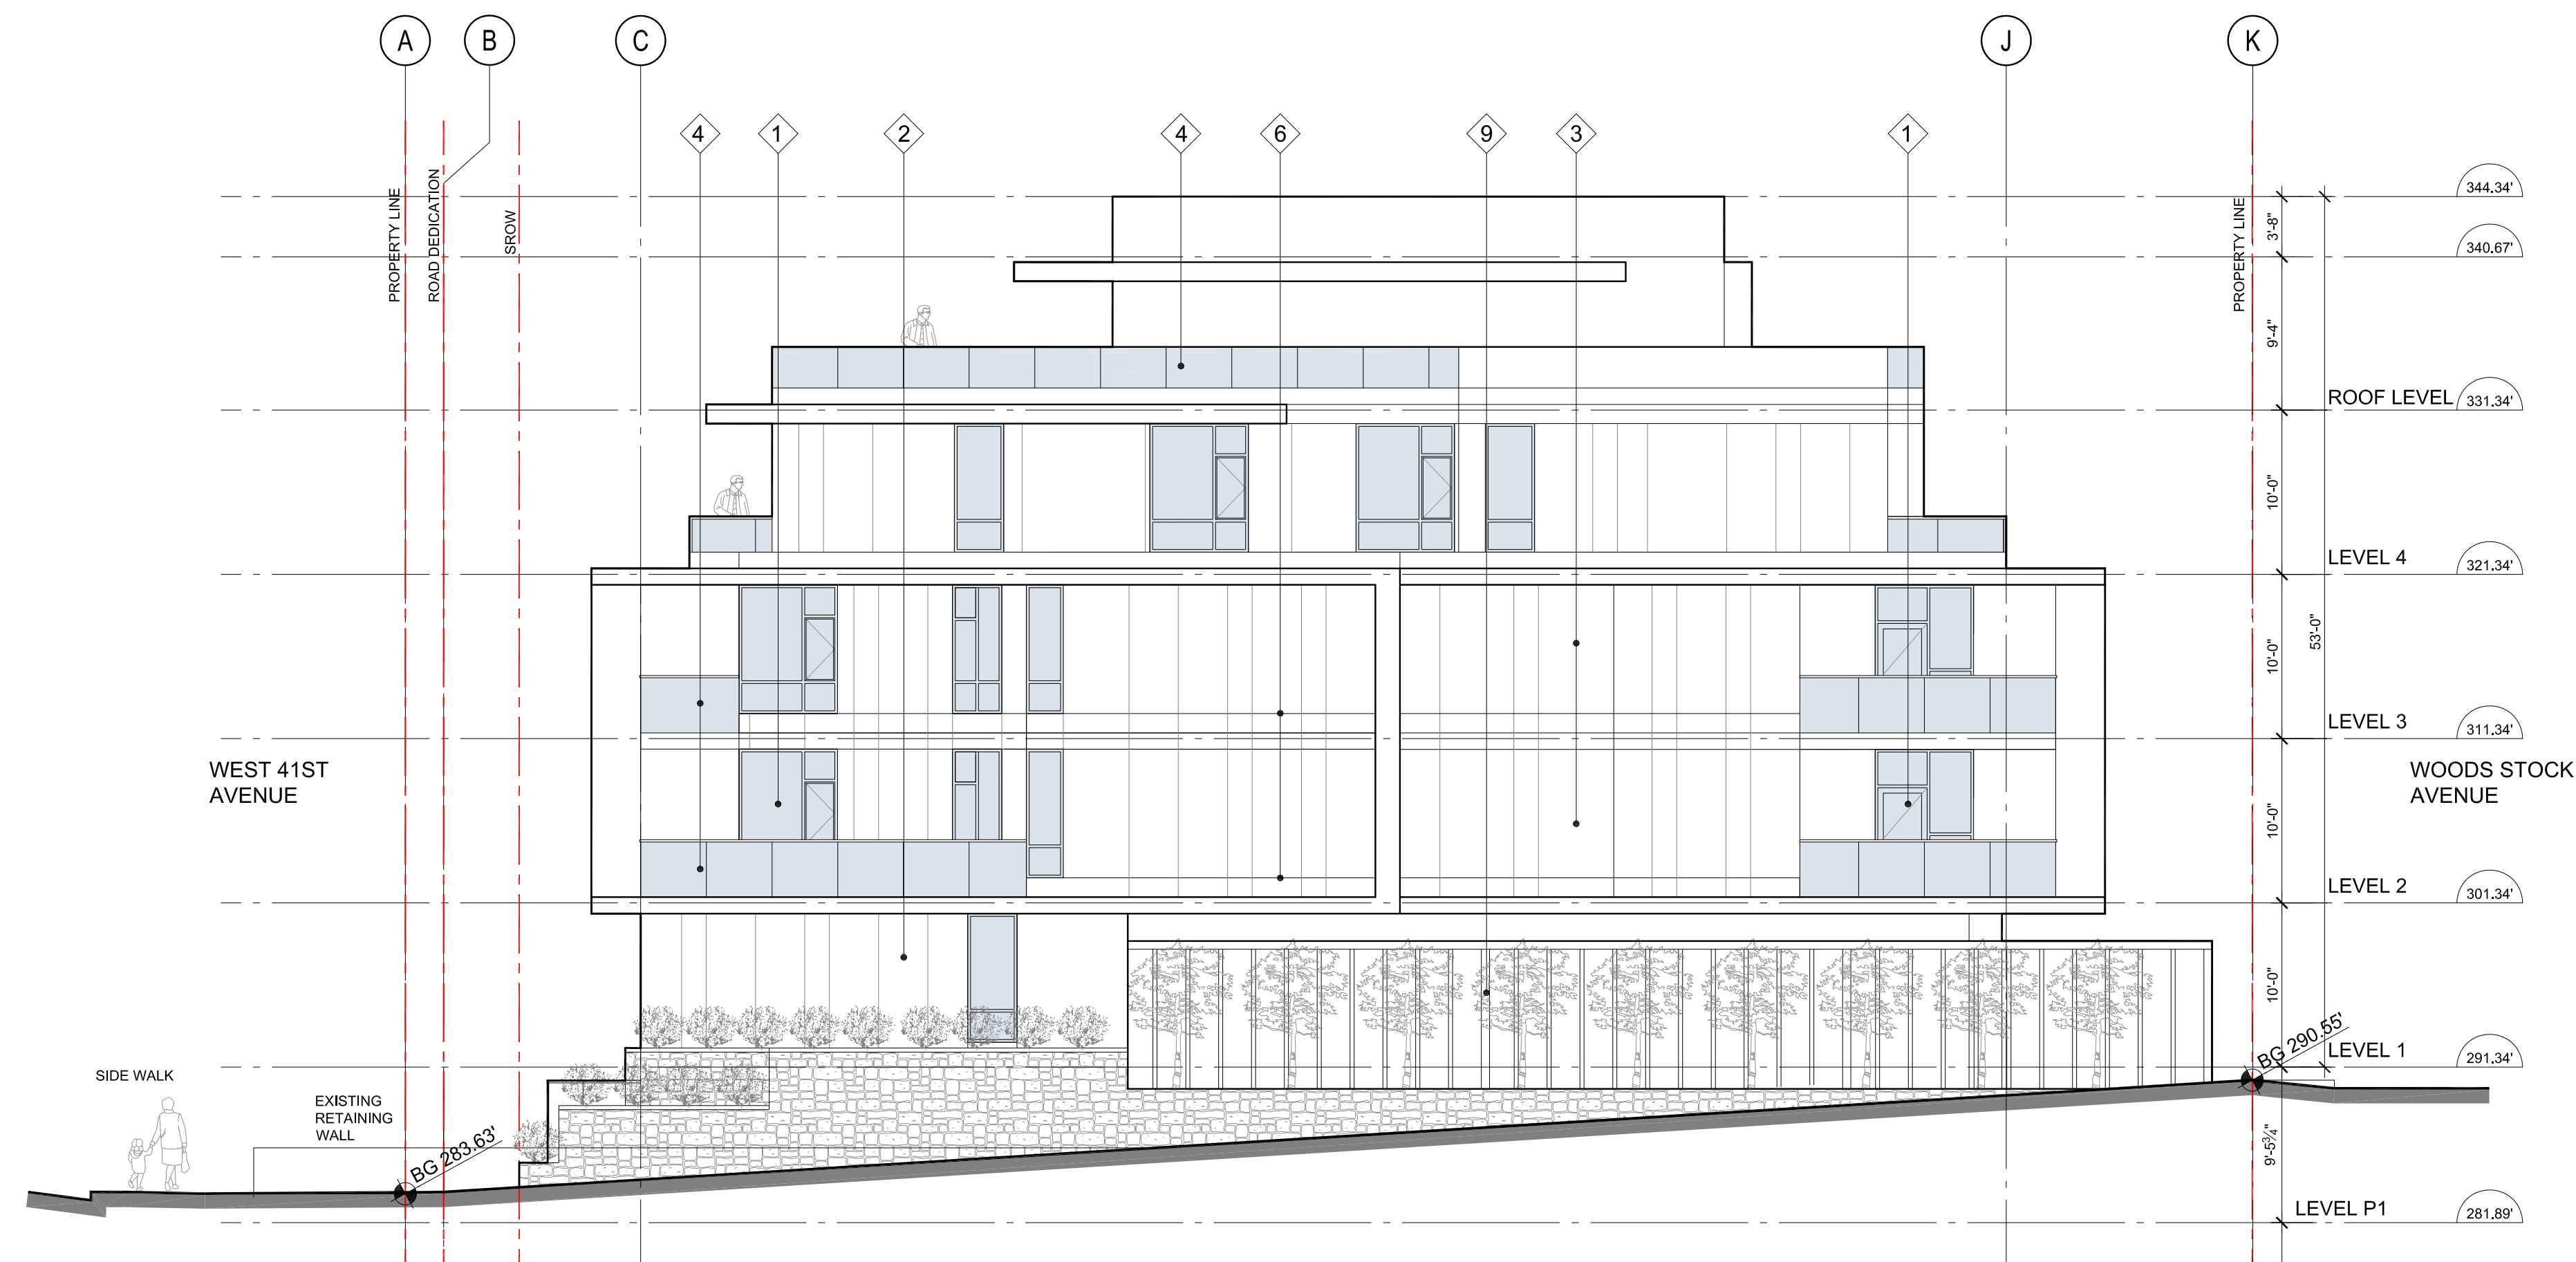 A
B
C
J
K
4
1
2
4
6
9
3
1
PROPERTY LINE
ROAD DEDICATION
SROW
PROPERTY LINE
344.34'
3'-8"
340.67'
9'-4"
ROOF LEVEL
331.34'
10'-0"
LEVEL 4
321.34'
10'-0"
53'-0"
LEVEL 3
311.34'
WEST 41ST
AVENUE
WOODS STOCK
AVENUE
10'-0"
LEVEL 2
301.34'
10'-0"
BG 290.55'
LEVEL 1
291.34'
SIDE WALK
EXISTING
RETAINING
WALL
BG 283.63'
9'-5¾"
LEVEL P1
281.89'